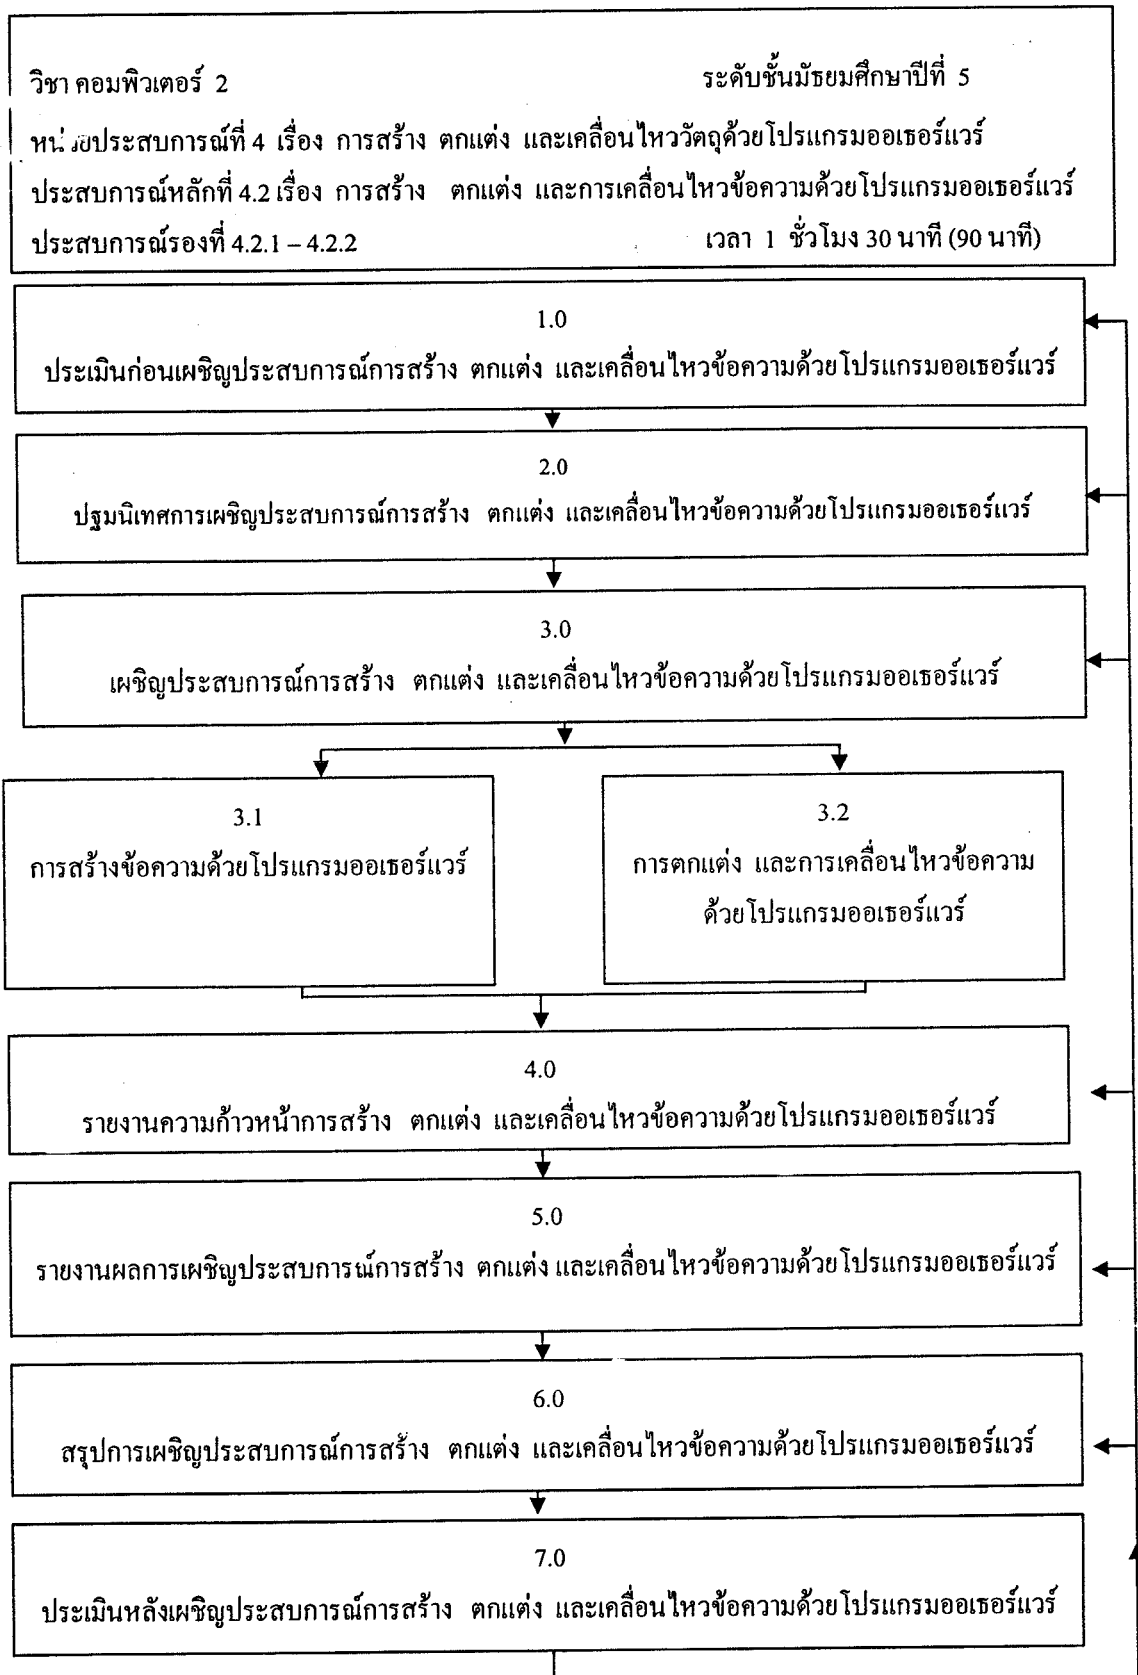 วิชา คอมพิวเตอร์ 2 ระดับชั้นมัธยมศึกษาปีที่ 5
หน่วยประสบการณ์ที่ 4 เรื่อง การสร้าง ตกแต่ง และเคลื่อนไหววัตถุด้วยโปรแกรมออเธอร์แวร์
ประสบการณ์หลักที่ 4.2 เรื่อง การสร้าง ตกแต่ง และการเคลื่อนไหวข้อความด้วยโปรแกรมออเธอร์แวร์
ประสบการณ์รองที่ 4.2.1 – 4.2.2 เวลา 1 ชั่วโมง 30 นาที (90 นาที)
1.0
ประเมินก่อนเผชิญประสบการณ์การสร้าง ตกแต่ง และเคลื่อนไหวข้อความด้วยโปรแกรมออเธอร์แวร์
2.0
ปฐมนิเทศการเผชิญประสบการณ์การสร้าง ตกแต่ง และเคลื่อนไหวข้อความด้วยโปรแกรมออเธอร์แวร์
3.0
เผชิญประสบการณ์การสร้าง ตกแต่ง และเคลื่อนไหวข้อความด้วยโปรแกรมออเธอร์แวร์
3.1
การสร้างข้อความด้วยโปรแกรมออเธอร์แวร์
3.2
การตกแต่ง และการเคลื่อนไหวข้อความ
ด้วยโปรแกรมออเธอร์แวร์
4.0
รายงานความก้าวหน้าการสร้าง ตกแต่ง และเคลื่อนไหวข้อความด้วยโปรแกรมออเธอร์แวร์
5.0
รายงานผลการเผชิญประสบการณ์การสร้าง ตกแต่ง และเคลื่อนไหวข้อความด้วยโปรแกรมออเธอร์แวร์
6.0
สรุปการเผชิญประสบการณ์การสร้าง ตกแต่ง และเคลื่อนไหวข้อความด้วยโปรแกรมออเธอร์แวร์
7.0
ประเมินหลังเผชิญประสบการณ์การสร้าง ตกแต่ง และเคลื่อนไหวข้อความด้วยโปรแกรมออเธอร์แวร์